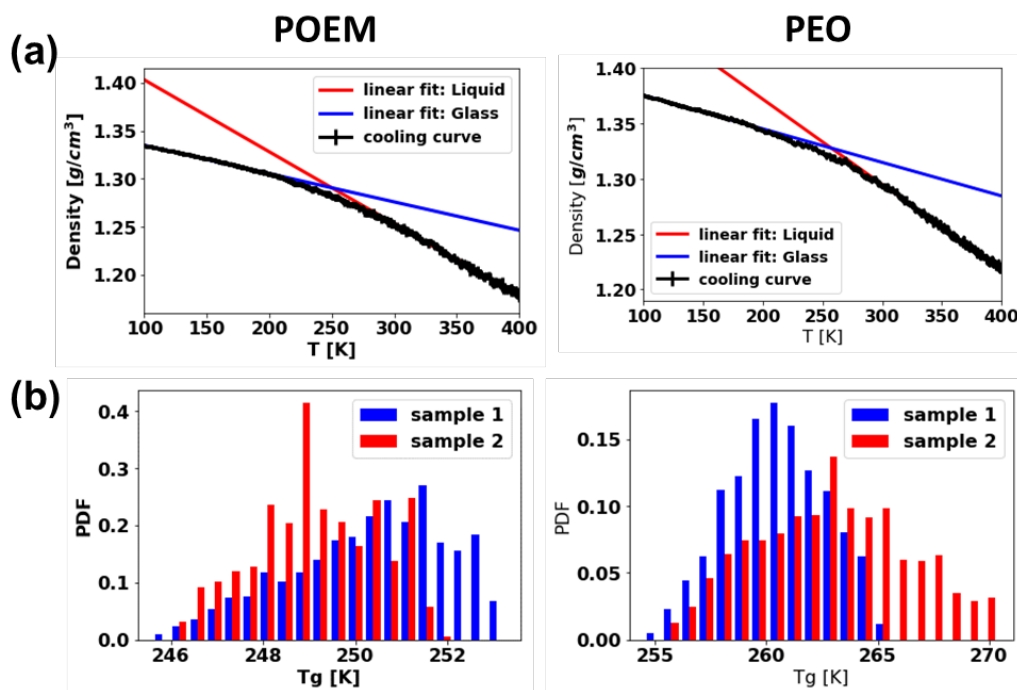 POEM
PEO
(a)
1.40
1.35
1.30
1.25
1.20
Density [g/cm³]
linear fit: Liquid
linear fit: Glass
cooling curve
100 150 200 250 300 350 400
T [K]
1.40
1.35
1.30
1.25
1.20
Density [g/cm³]
linear fit: Liquid
linear fit: Glass
cooling curve
100 150 200 250 300 350 400
T [K]
(b)
0.4
0.3
0.2
0.1
0.0
PDF
sample 1
sample 2
246 248 250 252
Tg [K]
0.15
0.10
0.05
0.00
PDF
sample 1
sample 2
255 260 265 270
Tg [K]